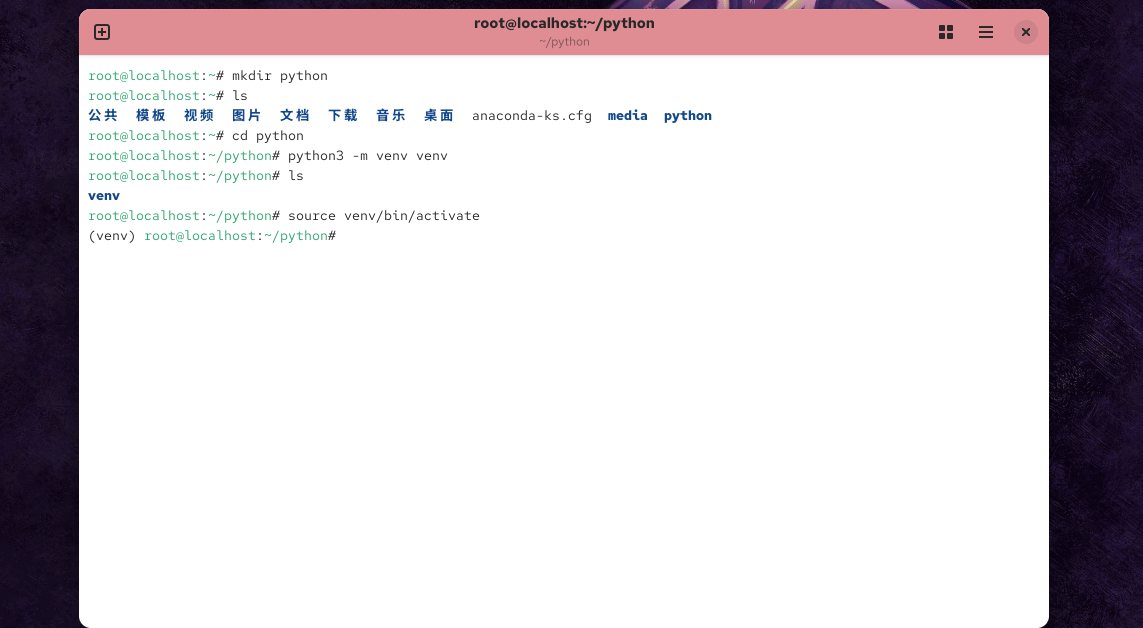 root@localhost:~/python
~/python
root@localhost:~# mkdir python
root@localhost:~# ls
公共  模板  视频  图片  文档  下载  音乐  桌面  anaconda-ks.cfg  media  python
root@localhost:~# cd python
root@localhost:~/python# python3 -m venv venv
root@localhost:~/python# ls
venv
root@localhost:~/python# source venv/bin/activate
(venv) root@localhost:~/python#